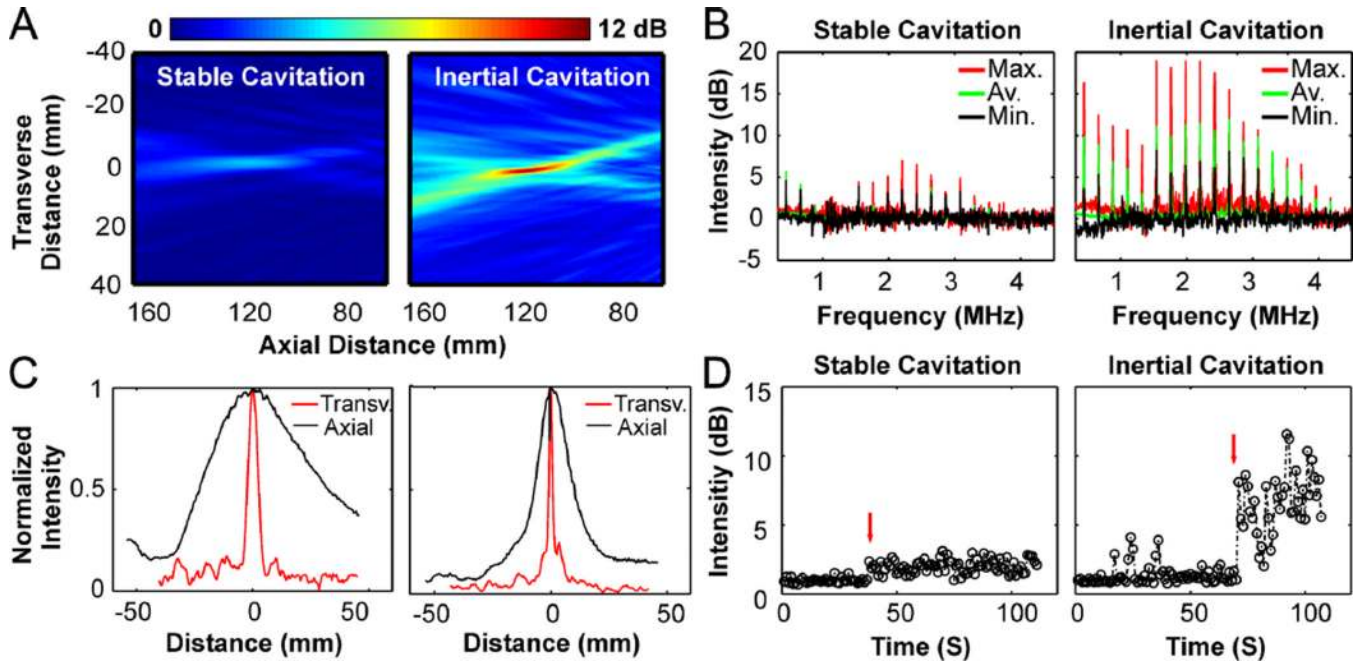 A
0
12 dB
Stable Cavitation
Inertial Cavitation
Transverse
Distance (mm)
-40
-20
0
20
40
160
120
80
160
120
80
Axial Distance (mm)
B
Stable Cavitation
Inertial Cavitation
Intensity (dB)
20
15
10
5
0
-5
Max.
Av.
Min.
Max.
Av.
Min.
1
2
3
4
1
2
3
4
Frequency (MHz)
Frequency (MHz)
C
Normalized
Intensity
1
0.5
0
Transv.
Axial
Transv.
Axial
-50
0
50
-50
0
50
Distance (mm)
Distance (mm)
D
Stable Cavitation
Inertial Cavitation
Intensitiy (dB)
15
10
5
0
0
50
100
0
50
100
Time (S)
Time (S)